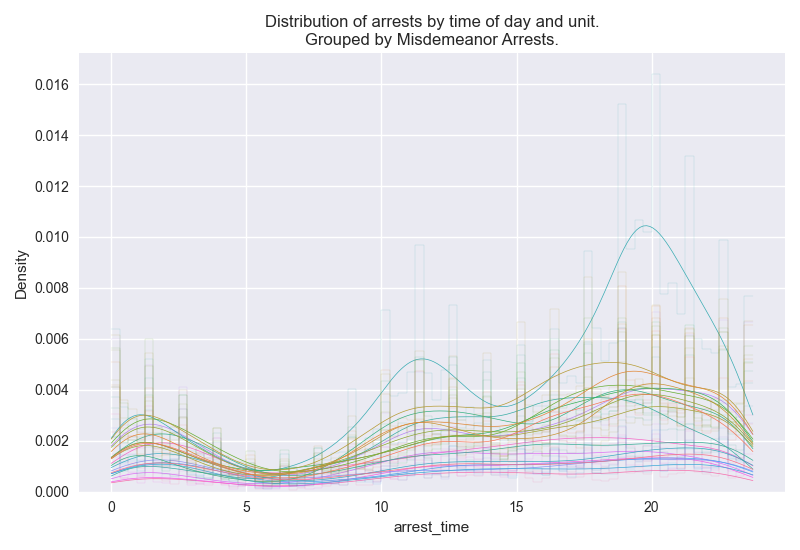 Distribution of arrests by time of day and unit.
Grouped by Misdemeanor Arrests.
0.016
0.014
0.012
0.010
0.008
0.006
0.004
0.002
0.000
Density
0 5 10 15 20
arrest_time